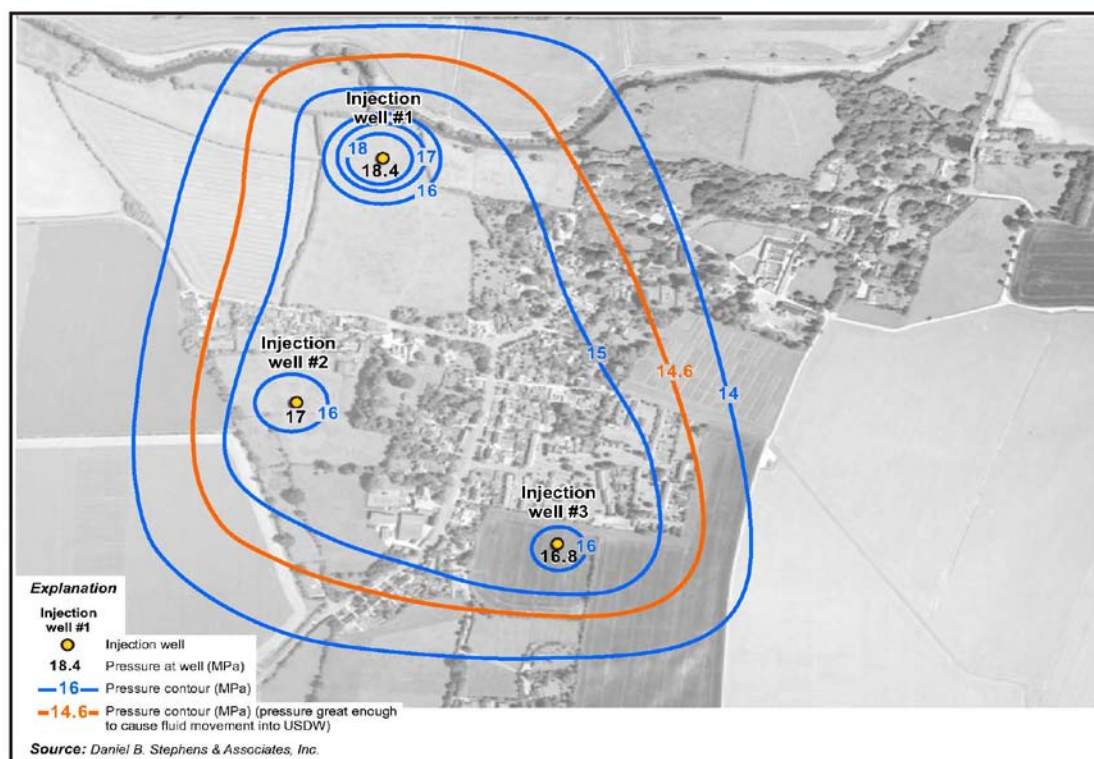 Injection
well #1
18
17
18.4
16
Injection
well #2
16
17
15
14.6
14
Injection
well #3
16
16.8
Explanation
Injection
well #1
Injection well
18.4 Pressure at well (MPa)
16 Pressure contour (MPa)
14.6 Pressure contour (MPa) (pressure great enough
to cause fluid movement into USDW)
Source: Daniel B. Stephens & Associates, Inc.